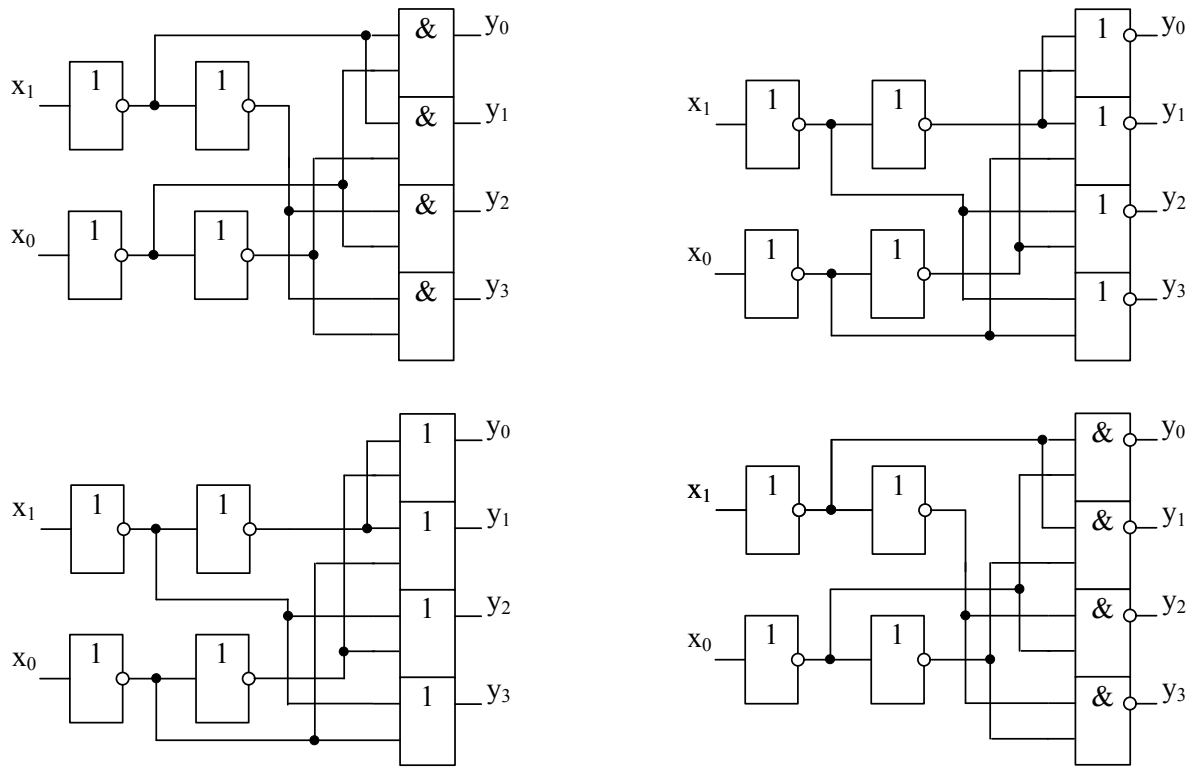 & y₀
x₁ 1 1
& y₁
& y₂
x₀ 1 1
& y₃
1 y₀
x₁ 1 1
1 y₁
1 y₂
x₀ 1 1
1 y₃
1 y₀
x₁ 1 1
1 y₁
1 y₂
x₀ 1 1
1 y₃
& y₀
x₁ 1 1
& y₁
& y₂
x₀ 1 1
& y₃